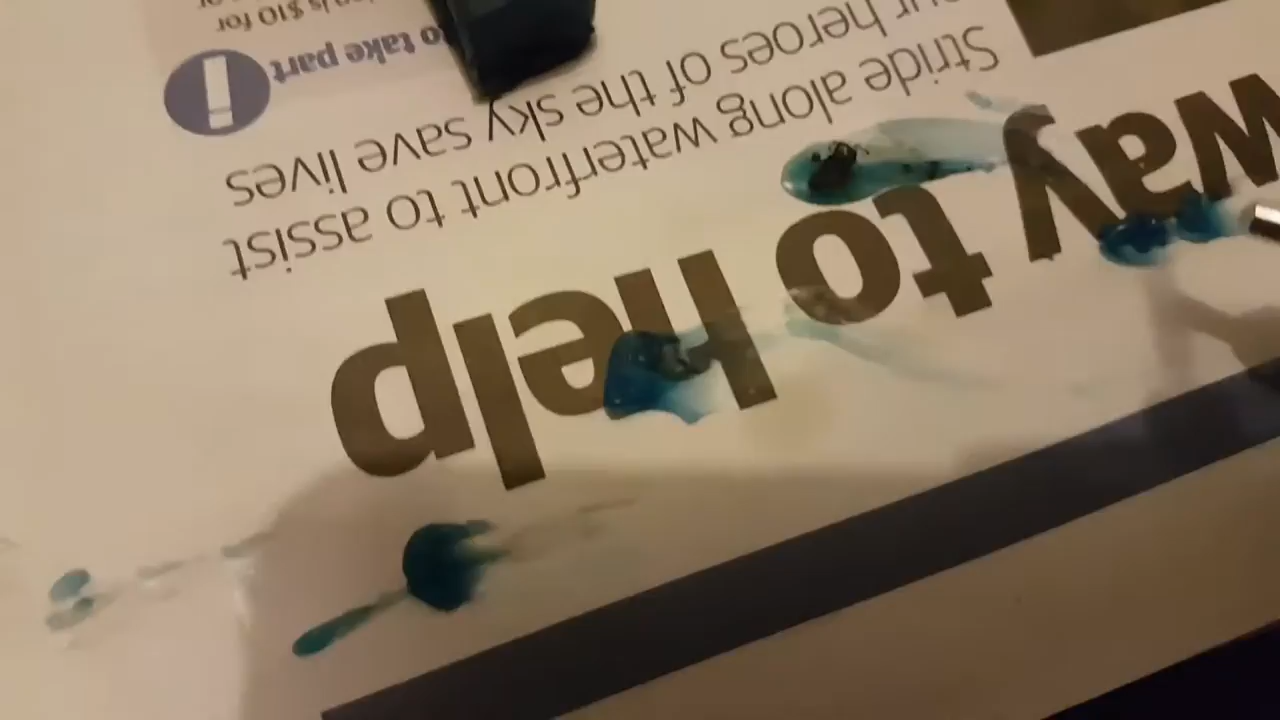 way to help
Stride along waterfront to assist
our heroes of the sky save lives
to take part
is $10 for